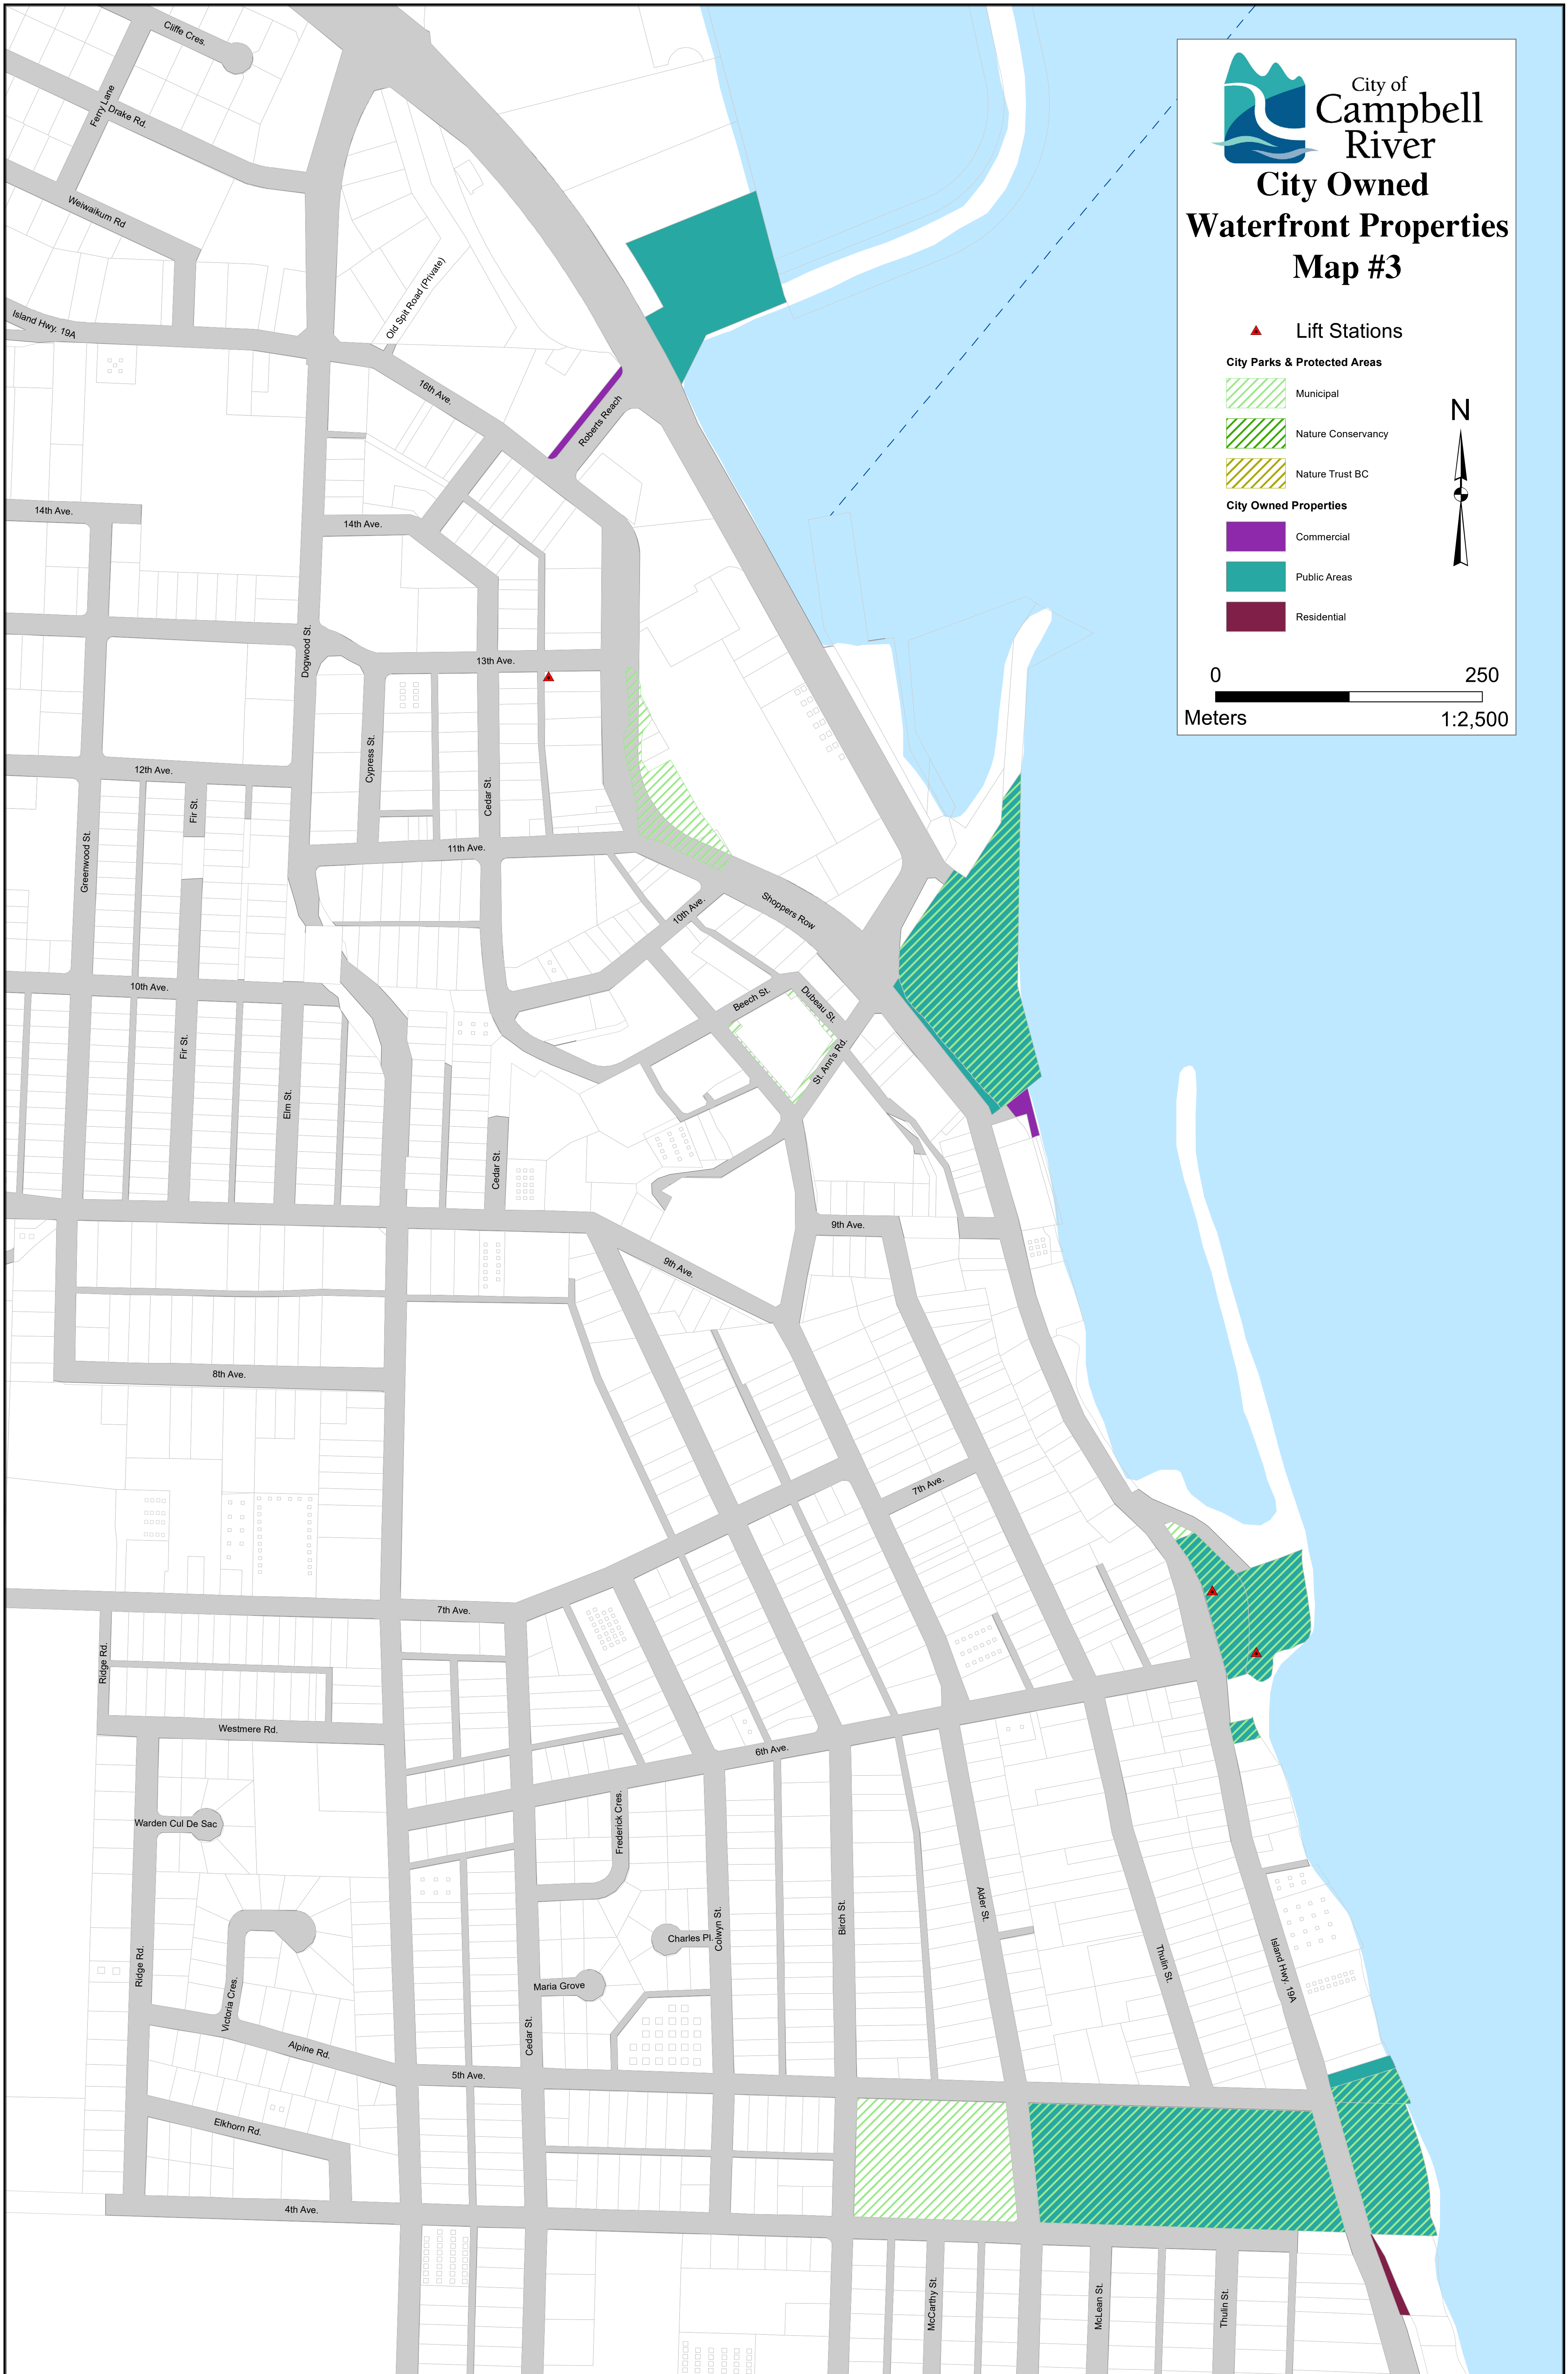 City of
Campbell
River
City Owned
Waterfront Properties
Map #3
Lift Stations
City Parks & Protected Areas
Municipal
Nature Conservancy
Nature Trust BC
City Owned Properties
Commercial
Public Areas
Residential
N
0 250
Meters 1:2,500
Cliffe Cres.
Ferry Lane
Drake Rd.
Weiwaikum Rd
Island Hwy. 19A
Old Spit Road (Private)
16th Ave.
Roberts Reach
14th Ave.
14th Ave.
Dogwood St.
13th Ave.
Cypress St.
Cedar St.
12th Ave.
Fir St.
Greenwood St.
11th Ave.
Shoppers Row
10th Ave.
10th Ave.
Beech St.
Dubeau St.
St. Ann's Rd.
Fir St.
Elm St.
Cedar St.
9th Ave.
9th Ave.
8th Ave.
7th Ave.
7th Ave.
Ridge Rd.
Westmere Rd.
6th Ave.
Warden Cul De Sac
Frederick Cres.
Colwyn St.
Birch St.
Alder St.
Thulin St.
Island Hwy. 19A
Charles Pl.
Maria Grove
Ridge Rd.
Victoria Cres.
Alpine Rd.
Cedar St.
5th Ave.
Elkhorn Rd.
4th Ave.
McCarthy St.
McLean St.
Thulin St.